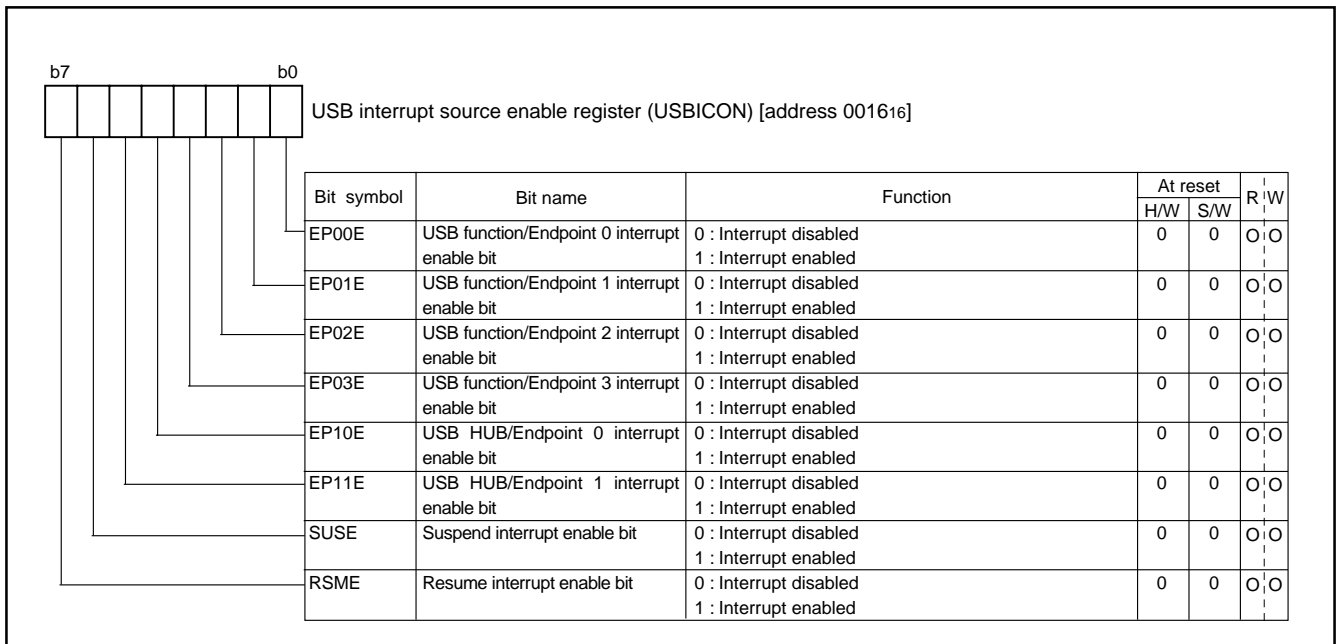 b7 b0
USB interrupt source enable register (USBICON) [address 001616]
Bit symbol Bit name Function At reset R W
H/W S/W
EP00E USB function/Endpoint 0 interrupt 0 : Interrupt disabled 0 0 O O
enable bit 1 : Interrupt enabled
EP01E USB function/Endpoint 1 interrupt 0 : Interrupt disabled 0 0 O O
enable bit 1 : Interrupt enabled
EP02E USB function/Endpoint 2 interrupt 0 : Interrupt disabled 0 0 O O
enable bit 1 : Interrupt enabled
EP03E USB function/Endpoint 3 interrupt 0 : Interrupt disabled 0 0 O O
enable bit 1 : Interrupt enabled
EP10E USB HUB/Endpoint 0 interrupt 0 : Interrupt disabled 0 0 O O
enable bit 1 : Interrupt enabled
EP11E USB HUB/Endpoint 1 interrupt 0 : Interrupt disabled 0 0 O O
enable bit 1 : Interrupt enabled
SUSE Suspend interrupt enable bit 0 : Interrupt disabled 0 0 O O
1 : Interrupt enabled
RSME Resume interrupt enable bit 0 : Interrupt disabled 0 0 O O
1 : Interrupt enabled